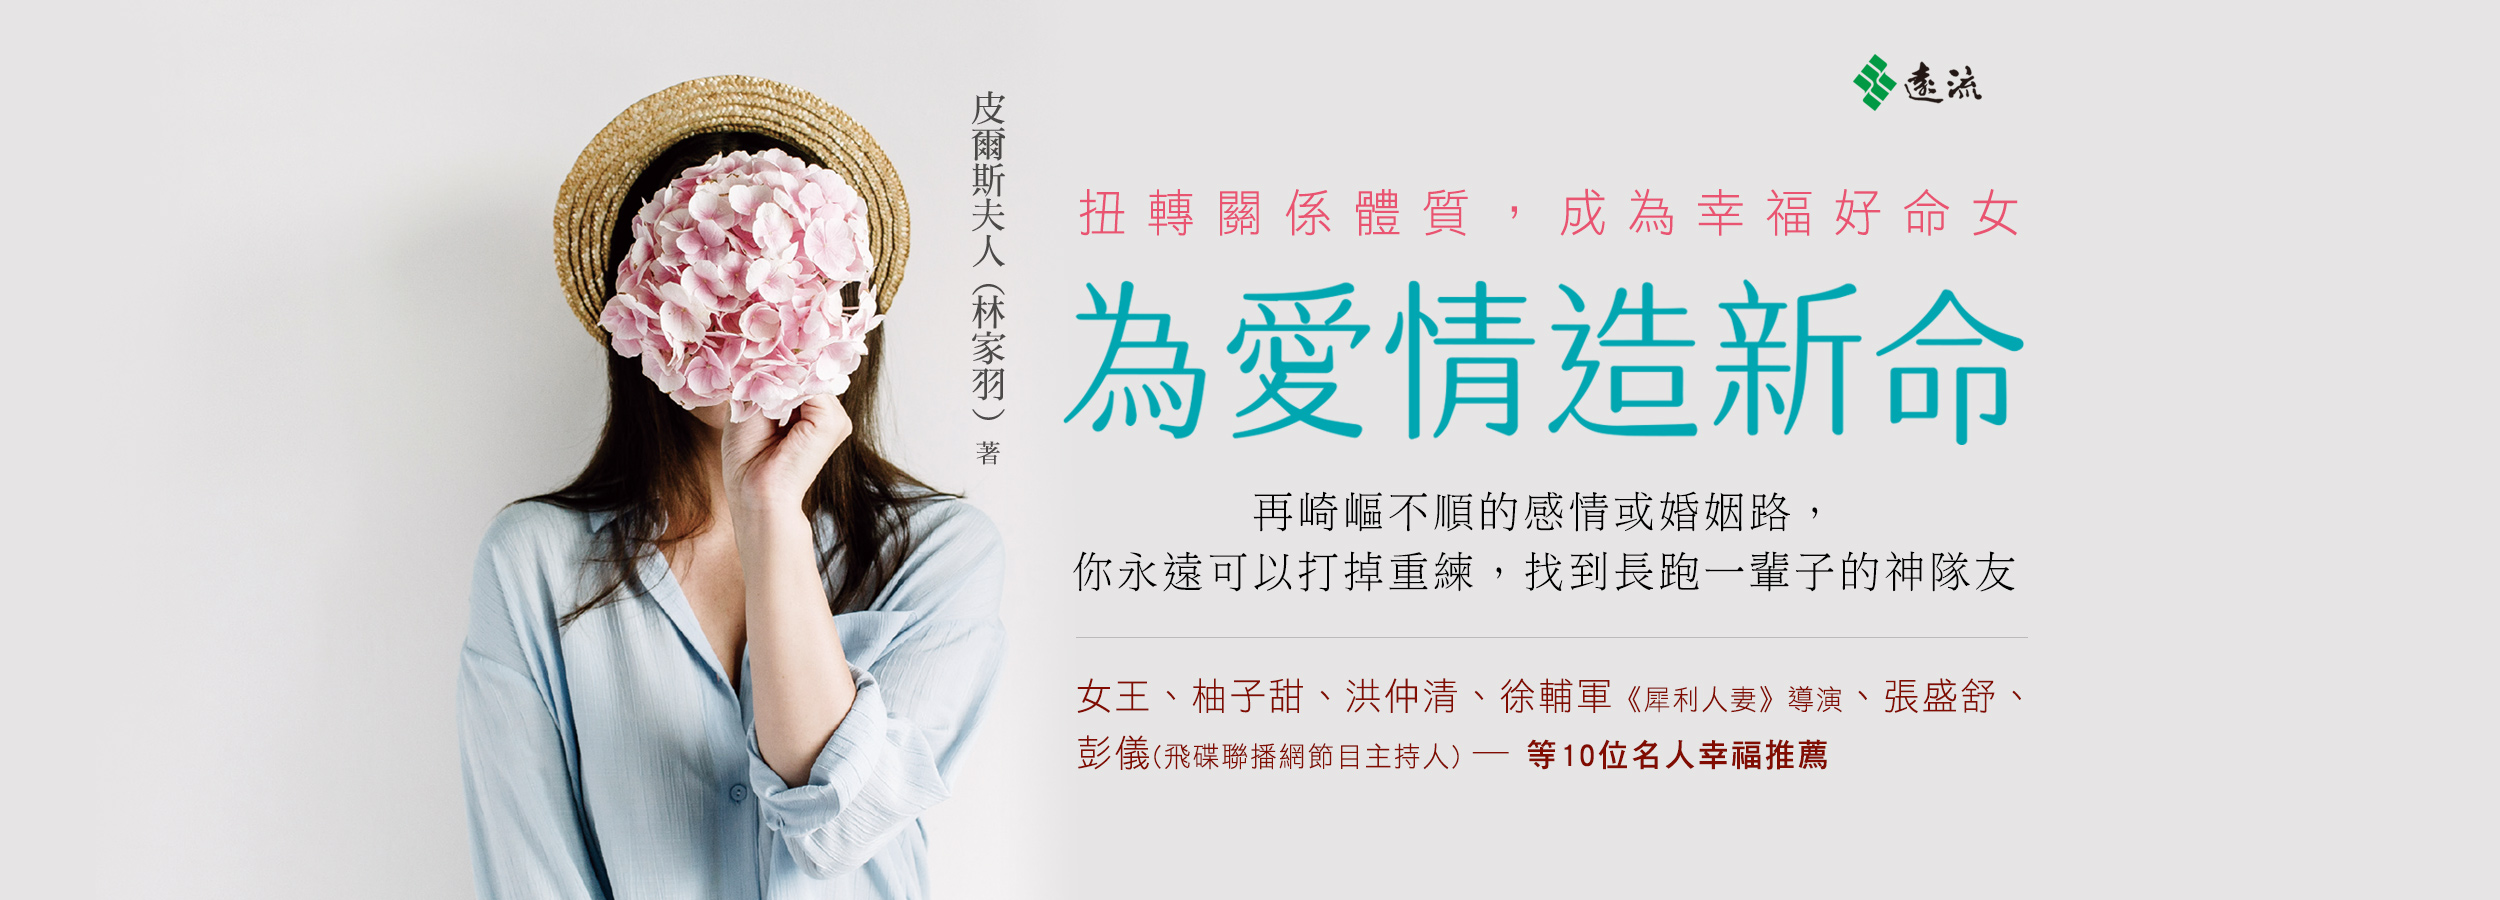 遠流
皮爾斯夫人（林家羽）著
扭轉關係體質，成為幸福好命女
為愛情造新命
再崎嶇不順的感情或婚姻路，
你永遠可以打掉重練，找到長跑一輩子的神隊友
女王、柚子甜、洪仲清、徐輔軍《犀利人妻》導演、張盛舒、
彭儀(飛碟聯播網節目主持人) — 等10位名人幸福推薦